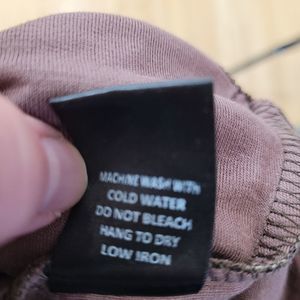 MACHINE WASH WITH
COLD WATER
DO NOT BLEACH
HANG TO DRY
LOW IRON